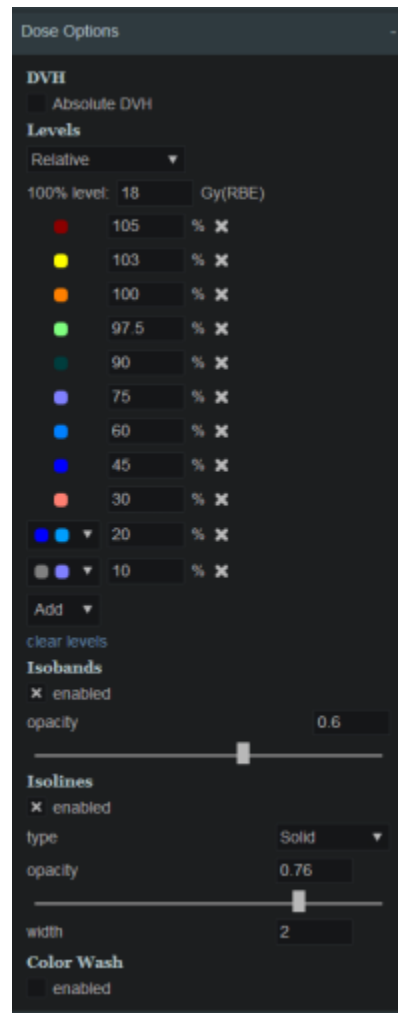 Dose Options -
DVH
Absolute DVH
Levels
Relative
100% level: 18 Gy(RBE)
105 %
103 %
100 %
97.5 %
90 %
75 %
60 %
45 %
30 %
20 %
10 %
Add
clear levels
Isobands
enabled
opacity 0.6
Isolines
enabled
type Solid
opacity 0.76
width 2
Color Wash
enabled